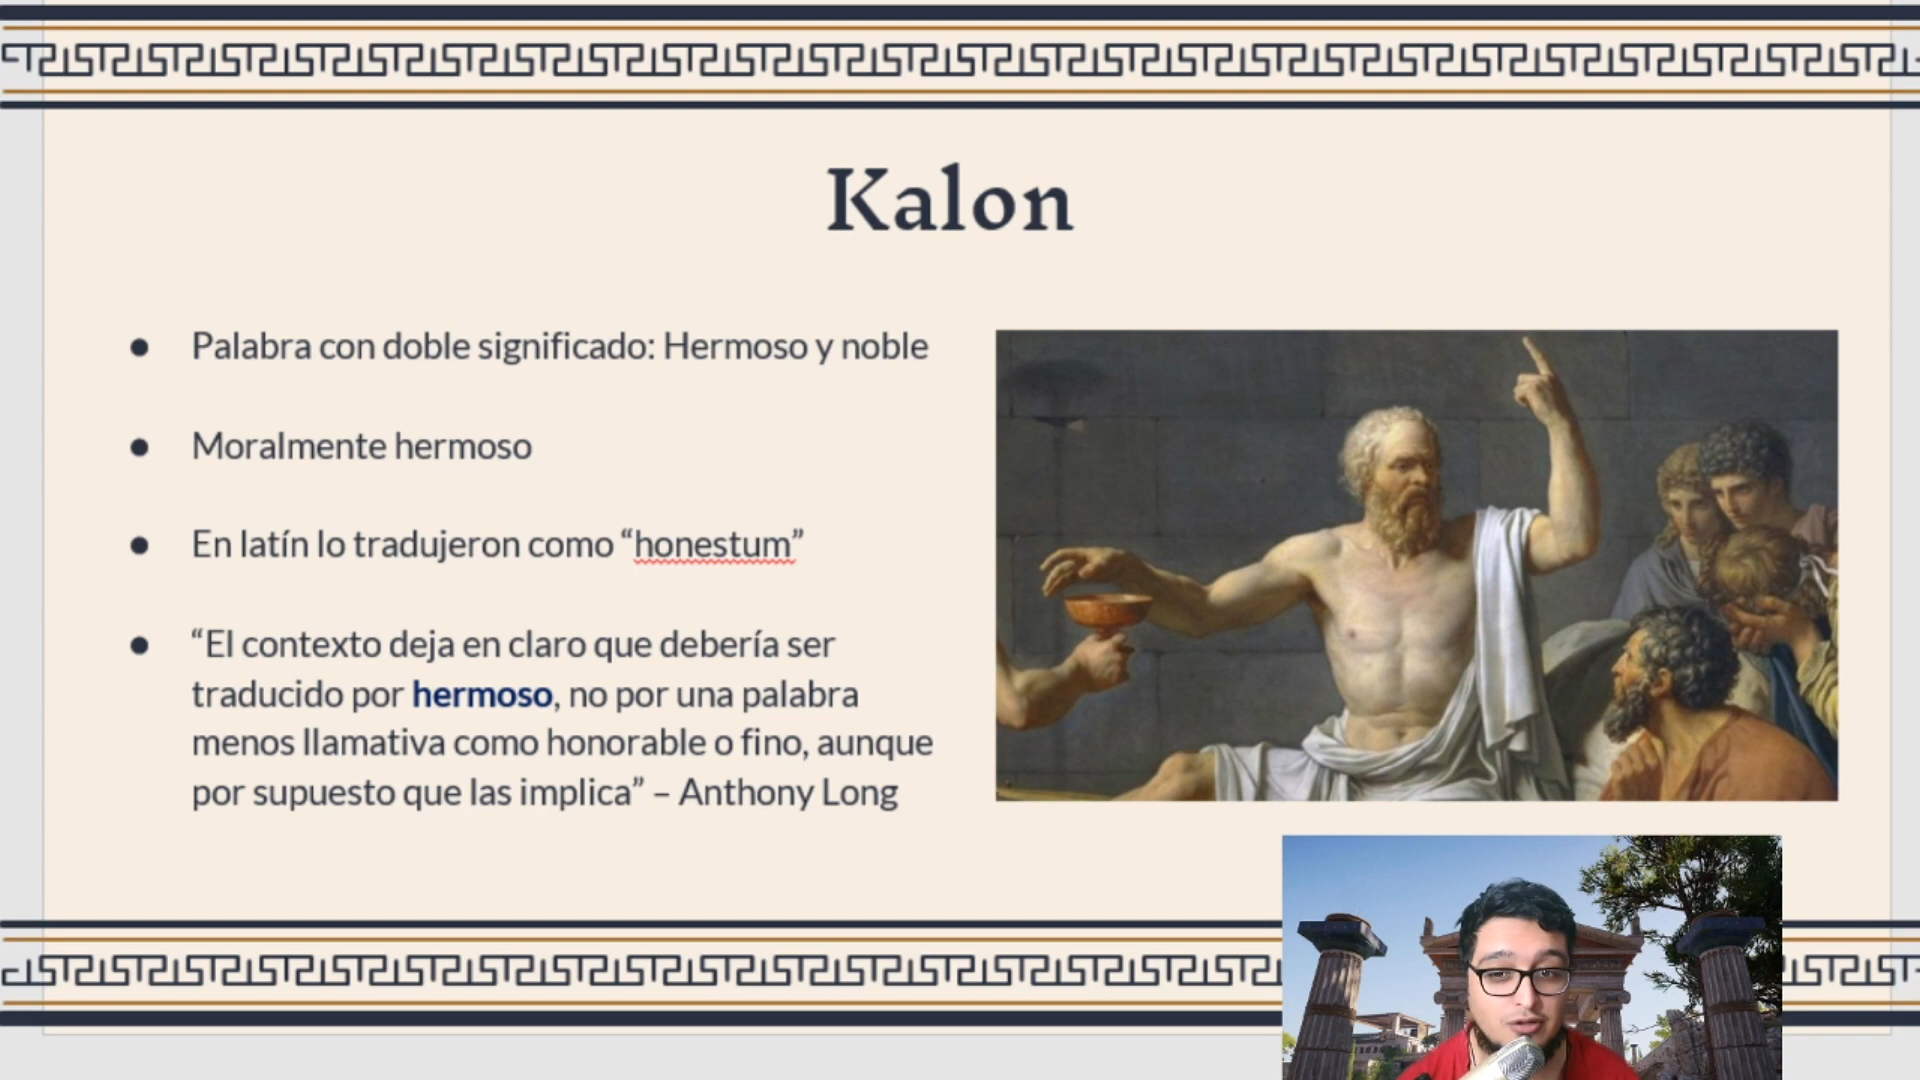 Kalon
● Palabra con doble significado: Hermoso y noble
● Moralmente hermoso
● En latín lo tradujeron como “honestum”
● “El contexto deja en claro que debería ser
traducido por hermoso, no por una palabra
menos llamativa como honorable o fino, aunque
por supuesto que las implica” – Anthony Long